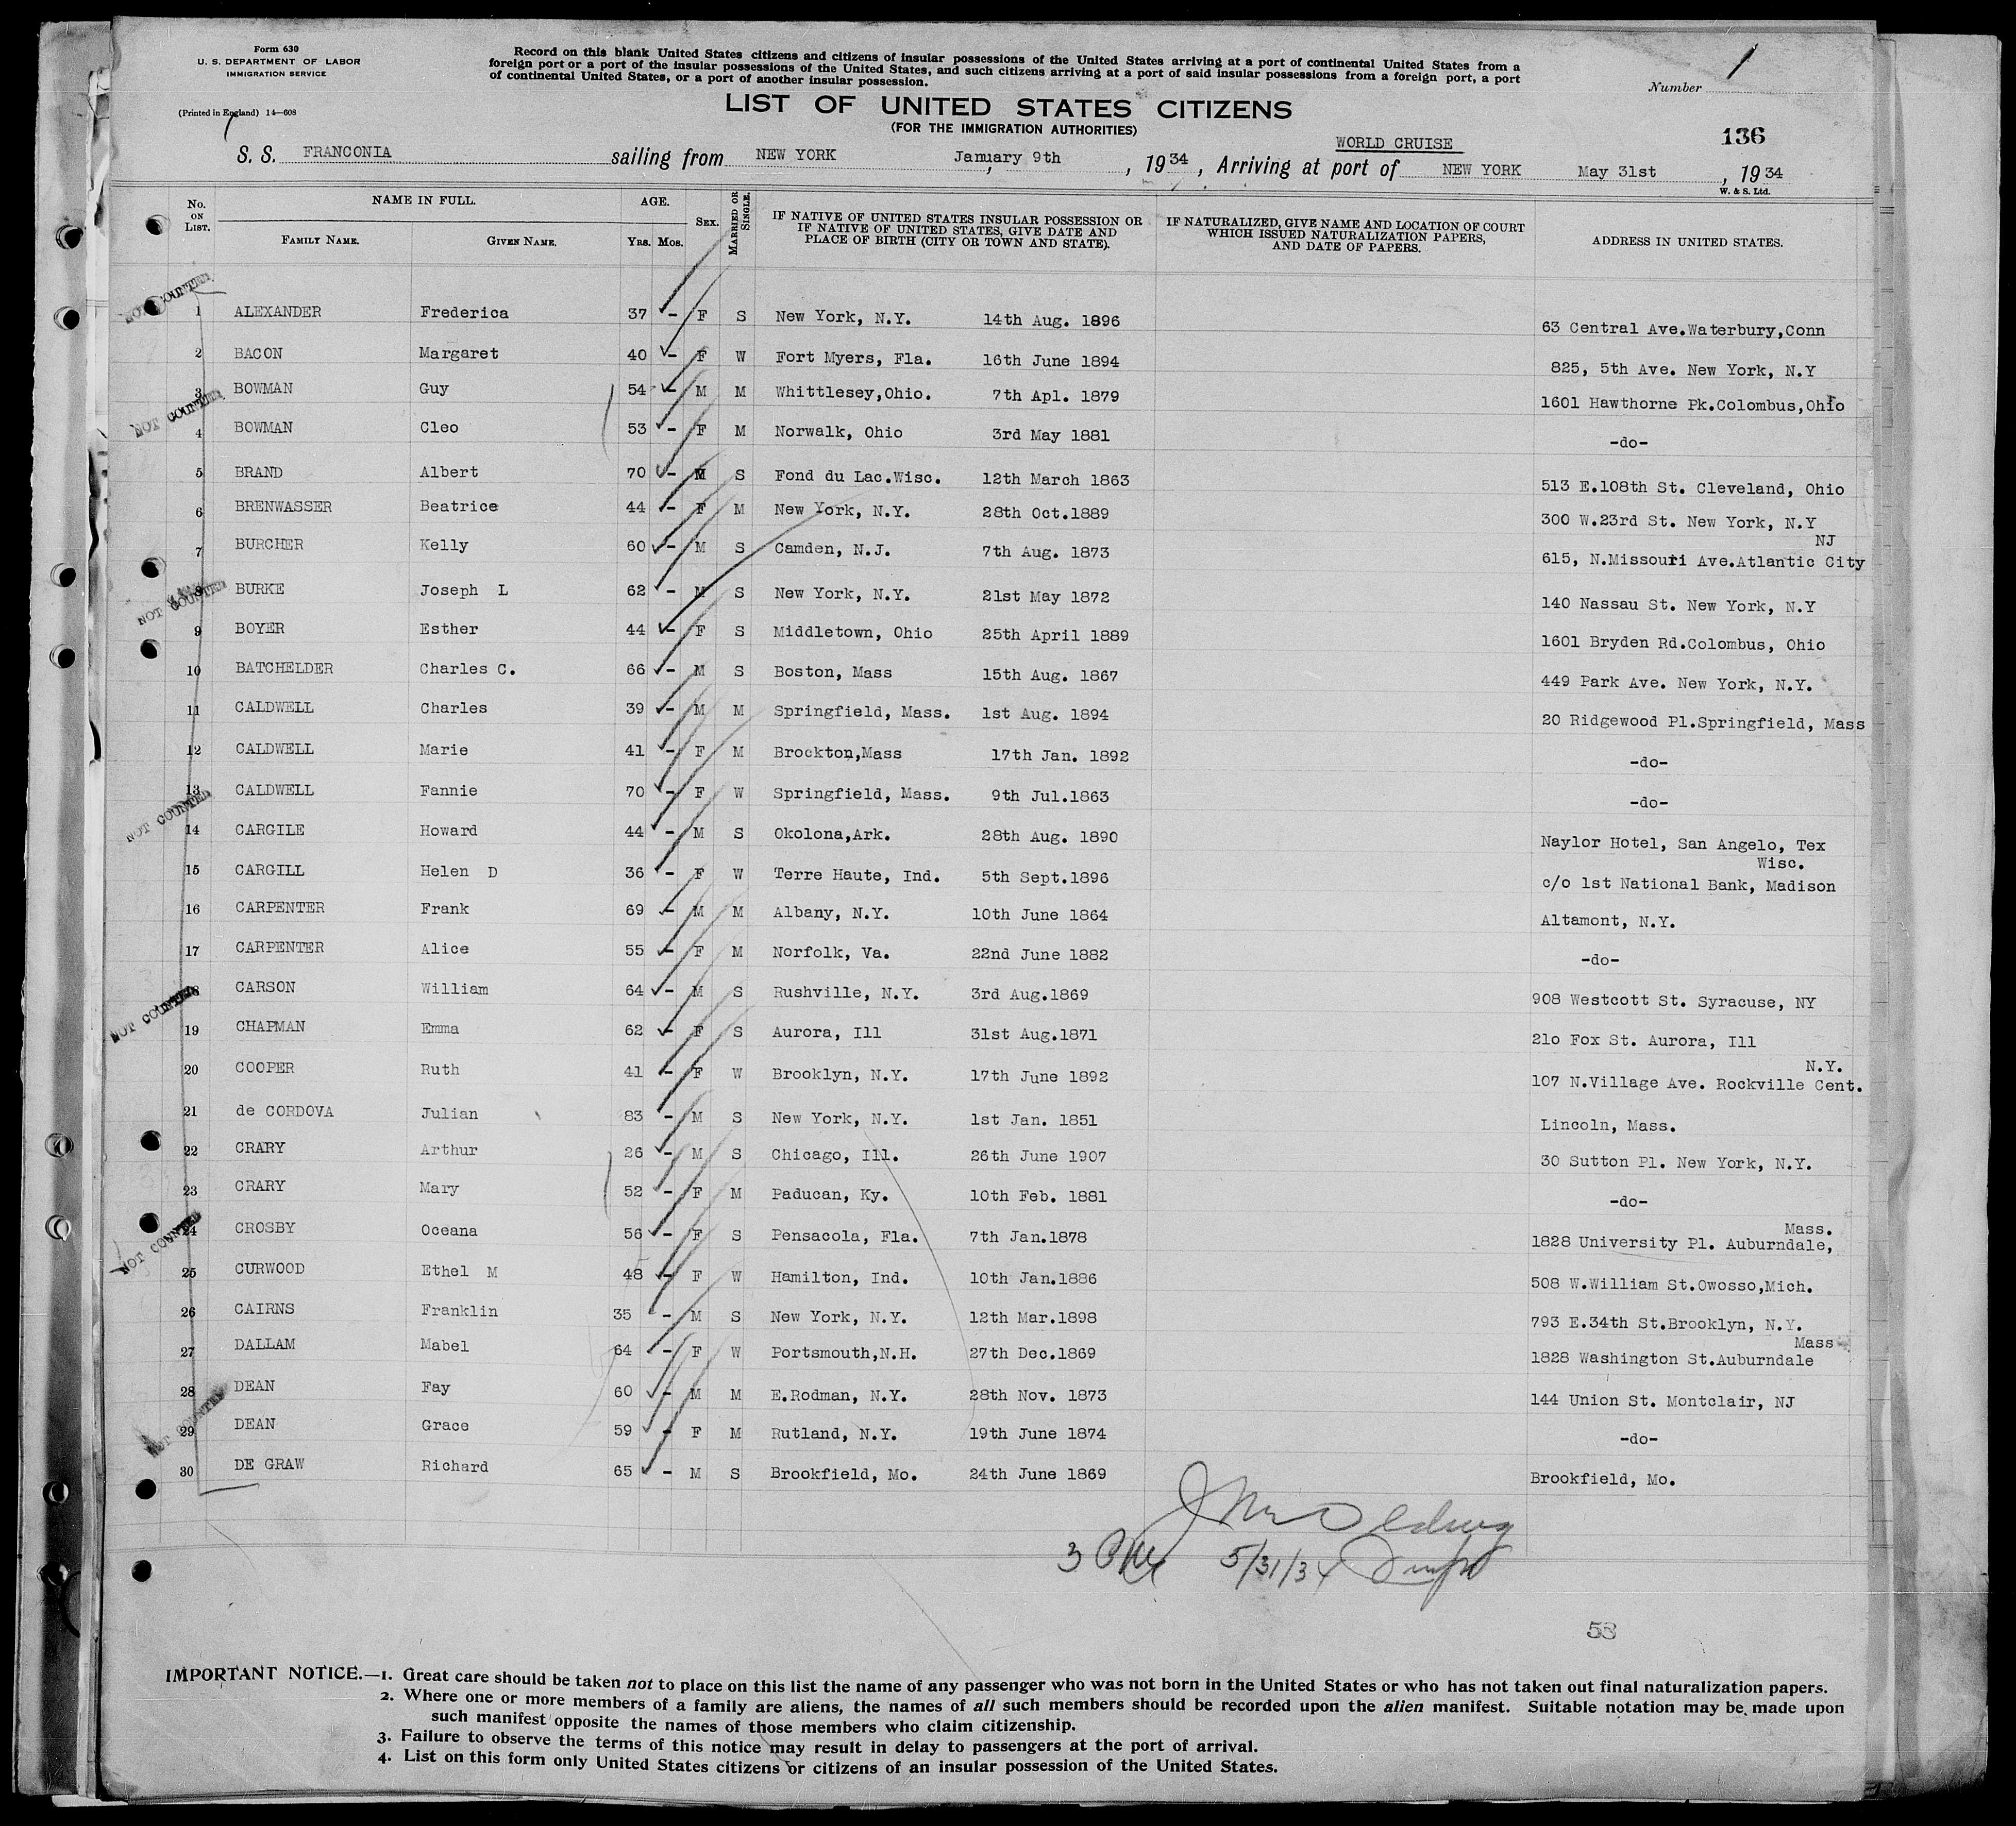 Form 630
U. S. DEPARTMENT OF LABOR
IMMIGRATION SERVICE
(Printed in England) 14—608
Record on this blank United States citizens and citizens of insular possessions of the United States arriving at a port of continental United States from a
foreign port or a port of the insular possessions of the United States, and such citizens arriving at a port of said insular possessions from a foreign port, a port
of continental United States, or a port of another insular possession.
Number 1
LIST OF UNITED STATES CITIZENS
(FOR THE IMMIGRATION AUTHORITIES)
136
WORLD CRUISE
S. S. FRANCONIA sailing from NEW YORK January 9th, 1934, Arriving at port of NEW YORK May 31st, 1934
W. & S. Ltd.
No. ON LIST. NAME IN FULL. FAMILY NAME. GIVEN NAME. AGE. YRS. MOS. SEX. MARRIED OR SINGLE. IF NATIVE OF UNITED STATES INSULAR POSSESSION OR IF NATIVE OF UNITED STATES, GIVE DATE AND PLACE OF BIRTH (CITY OR TOWN AND STATE). IF NATURALIZED, GIVE NAME AND LOCATION OF COURT WHICH ISSUED NATURALIZATION PAPERS, AND DATE OF PAPERS. ADDRESS IN UNITED STATES.
NOT COUNTED
1 ALEXANDER Frederica 37 - F S New York, N.Y. 14th Aug. 1896 63 Central Ave.Waterbury,Conn
2 BACON Margaret 40 - F W Fort Myers, Fla. 16th June 1894 825, 5th Ave. New York, N.Y
3 BOWMAN Guy 54 - M M Whittlesey,Ohio. 7th Apl. 1879 1601 Hawthorne Pk.Colombus,Ohio
NOT COUNTED
4 BOWMAN Cleo 53 - F M Norwalk, Ohio 3rd May 1881 -do-
5 BRAND Albert 70 - M S Fond du Lac.Wisc. 12th March 1863 513 E.108th St. Cleveland, Ohio
6 BRENWASSER Beatrice 44 - F M New York, N.Y. 28th Oct.1889 300 W.23rd St. New York, N.Y
7 BURCHER Kelly 60 - M S Camden, N.J. 7th Aug. 1873 615, N.Missouri Ave.Atlantic City NJ
NOT COUNTED
8 BURKE Joseph L 62 - M S New York, N.Y. 21st May 1872 140 Nassau St. New York, N.Y
9 BOYER Esther 44 - F S Middletown, Ohio 25th April 1889 1601 Bryden Rd.Colombus, Ohio
10 BATCHELDER Charles C. 66 - M S Boston, Mass 15th Aug. 1867 449 Park Ave. New York, N.Y.
11 CALDWELL Charles 39 - M M Springfield, Mass. 1st Aug. 1894 20 Ridgewood Pl.Springfield, Mass
12 CALDWELL Marie 41 - F M Brockton,Mass 17th Jan. 1892 -do-
13 CALDWELL Fannie 70 - F W Springfield, Mass. 9th Jul.1863 -do-
NOT COUNTED
14 CARGILE Howard 44 - M S Okolona,Ark. 28th Aug. 1890 Naylor Hotel, San Angelo, Tex
15 CARGILL Helen D 36 - F W Terre Haute, Ind. 5th Sept.1896 c/o 1st National Bank, Madison Wisc.
16 CARPENTER Frank 69 - M M Albany, N.Y. 10th June 1864 Altamont, N.Y.
17 CARPENTER Alice 55 - F M Norfolk, Va. 22nd June 1882 -do-
18 CARSON William 64 - M S Rushville, N.Y. 3rd Aug.1869 908 Westcott St. Syracuse, NY
NOT COUNTED
19 CHAPMAN Emma 62 - F S Aurora, Ill 31st Aug.1871 21o Fox St. Aurora, Ill
20 COOPER Ruth 41 - F W Brooklyn, N.Y. 17th June 1892 107 N.Village Ave. Rockville Cent. N.Y.
21 de CORDOVA Julian 83 - M S New York, N.Y. 1st Jan. 1851 Lincoln, Mass.
22 CRARY Arthur 26 - M S Chicago, Ill. 26th June 1907 30 Sutton Pl. New York, N.Y.
23 CRARY Mary 52 - F M Paducan, Ky. 10th Feb. 1881 -do-
24 CROSBY Oceana 56 - F S Pensacola, Fla. 7th Jan.1878 1828 University Pl. Auburndale, Mass.
NOT COUNTED
25 CURWOOD Ethel M 48 - F W Hamilton, Ind. 10th Jan.1886 508 W.William St.Owosso,Mich.
26 CAIRNS Franklin 35 - M S New York, N.Y. 12th Mar.1898 793 E.34th St.Brooklyn, N.Y.
27 DALLAM Mabel 64 - F W Portsmouth,N.H. 27th Dec.1869 1828 Washington St.Auburndale Mass
28 DEAN Fay 60 - M M E.Rodman, N.Y. 28th Nov. 1873 144 Union St. Montclair, NJ
NOT COUNTED
29 DEAN Grace 59 - F M Rutland, N.Y. 19th June 1874 -do-
30 DE GRAW Richard 65 - M S Brookfield, Mo. 24th June 1869 Brookfield, Mo.
3
5/31/34
58
IMPORTANT NOTICE.—1. Great care should be taken not to place on this list the name of any passenger who was not born in the United States or who has not taken out final naturalization papers.
2. Where one or more members of a family are aliens, the names of all such members should be recorded upon the alien manifest. Suitable notation may be made upon
such manifest opposite the names of those members who claim citizenship.
3. Failure to observe the terms of this notice may result in delay to passengers at the port of arrival.
4. List on this form only United States citizens or citizens of an insular possession of the United States.